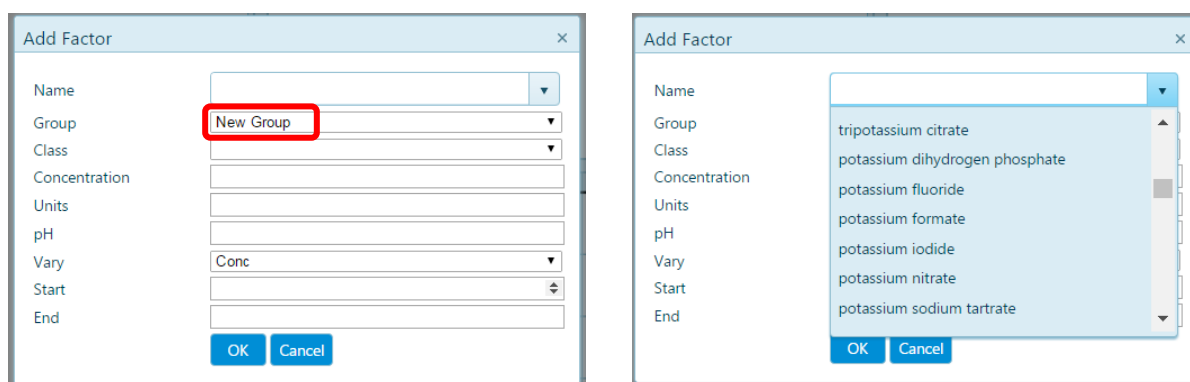 Add Factor ×
Name
Group New Group
Class
Concentration
Units
pH
Vary Conc
Start
End
OK Cancel
Add Factor ×
Name
Group
Class
Concentration
Units
pH
Vary
Start
End
tripotassium citrate
potassium dihydrogen phosphate
potassium fluoride
potassium formate
potassium iodide
potassium nitrate
potassium sodium tartrate
OK Cancel